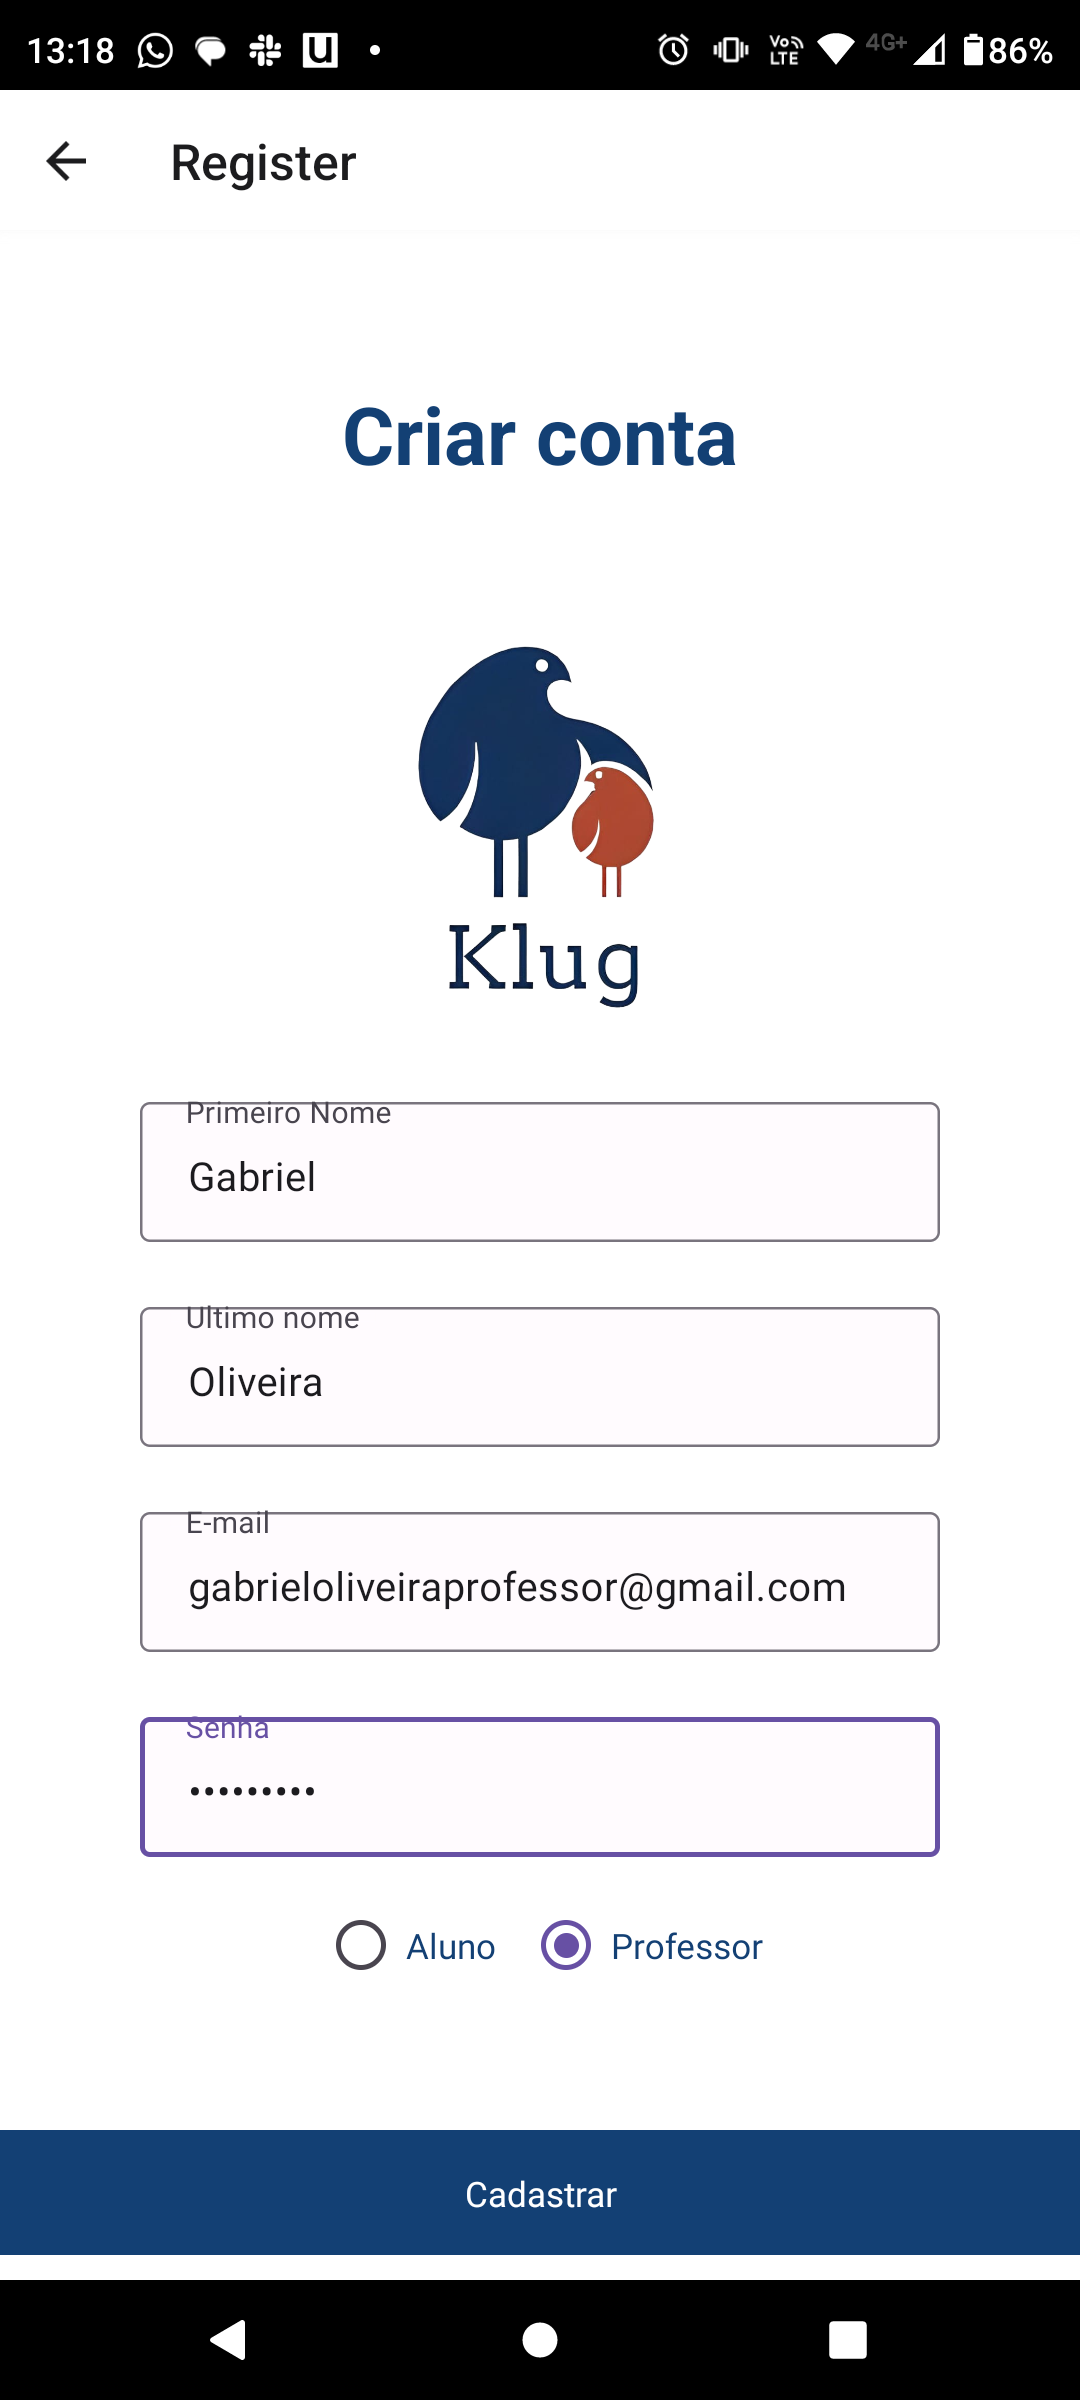 13:18
Vo LTE 4G+ 86%
Register
Criar conta
Klug
Primeiro Nome
Gabriel
Ultimo nome
Oliveira
E-mail
gabrieloliveiraprofessor@gmail.com
Senha
•••••••••
Aluno Professor
Cadastrar